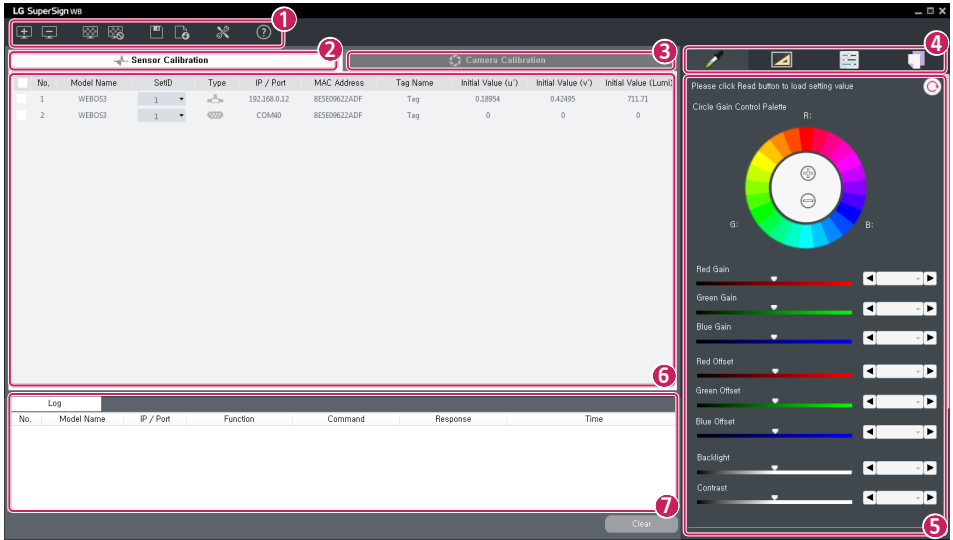 LG SuperSign WB
1
2
3
4
Sensor Calibration
Camera Calibration
No, Model Name SetID Type IP / Port MAC Address Tag Name Initial Value (u') Initial Value (v') Initial Value (Lumi
1 WEBOS3 1 192.168.0.12 8E5E09622ADF Tag 0.18954 0.42495 711.71
2 WEBOS3 1 COM40 8E5E09622ADF Tag 0 0 0
6
Please click Read button to load setting value
Circle Gain Control Palette
R:
G: B:
Red Gain
Green Gain
Blue Gain
Red Offset
Green Offset
Blue Offset
Backlight
Contrast
5
Log
No, Model Name IP / Port Function Command Response Time
7
Clear